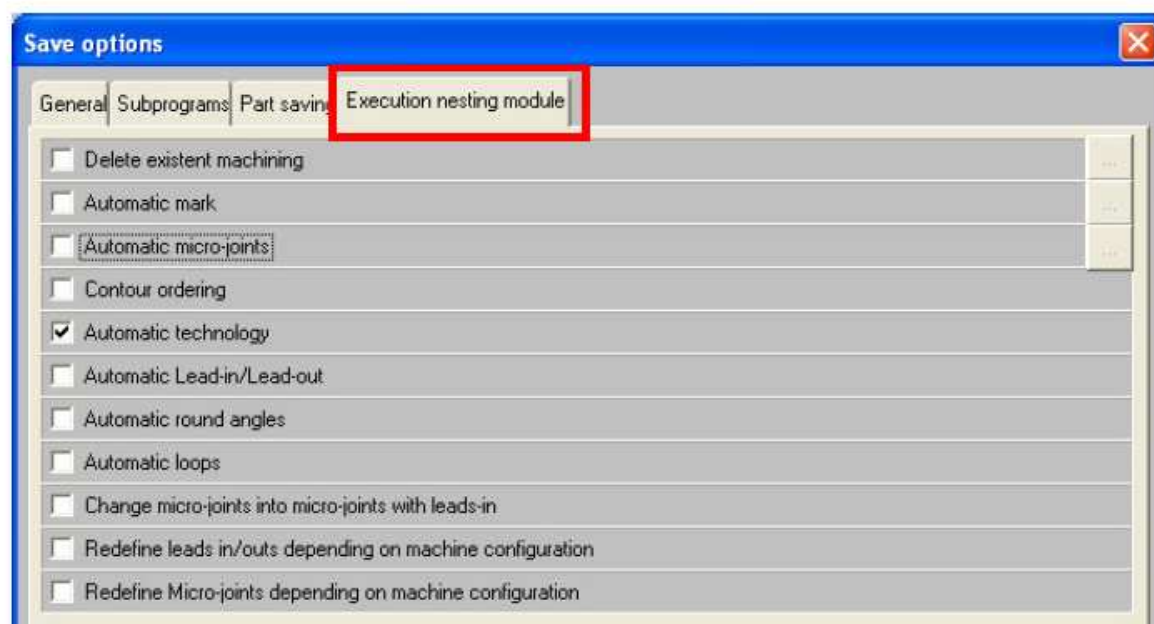 Save options
General Subprograms Part saving Execution nesting module
Delete existent machining
...
Automatic mark
...
Automatic micro-joints
...
Contour ordering
Automatic technology
Automatic Lead-in/Lead-out
Automatic round angles
Automatic loops
Change micro-joints into micro-joints with leads-in
Redefine leads in/outs depending on machine configuration
Redefine Micro-joints depending on machine configuration